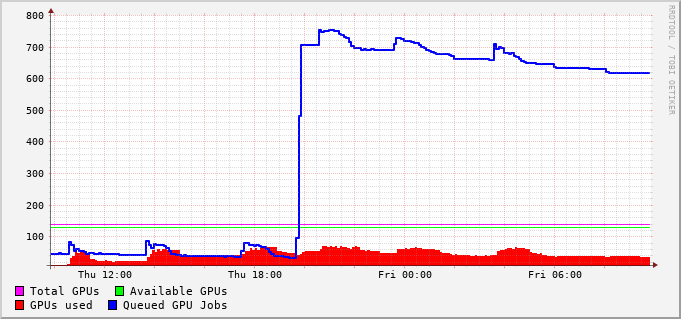 800
700
600
500
400
300
200
100
Thu 12:00 Thu 18:00 Fri 00:00 Fri 06:00
Total GPUs Available GPUs
GPUs used Queued GPU Jobs
RRDTOOL / TOBI OETIKER